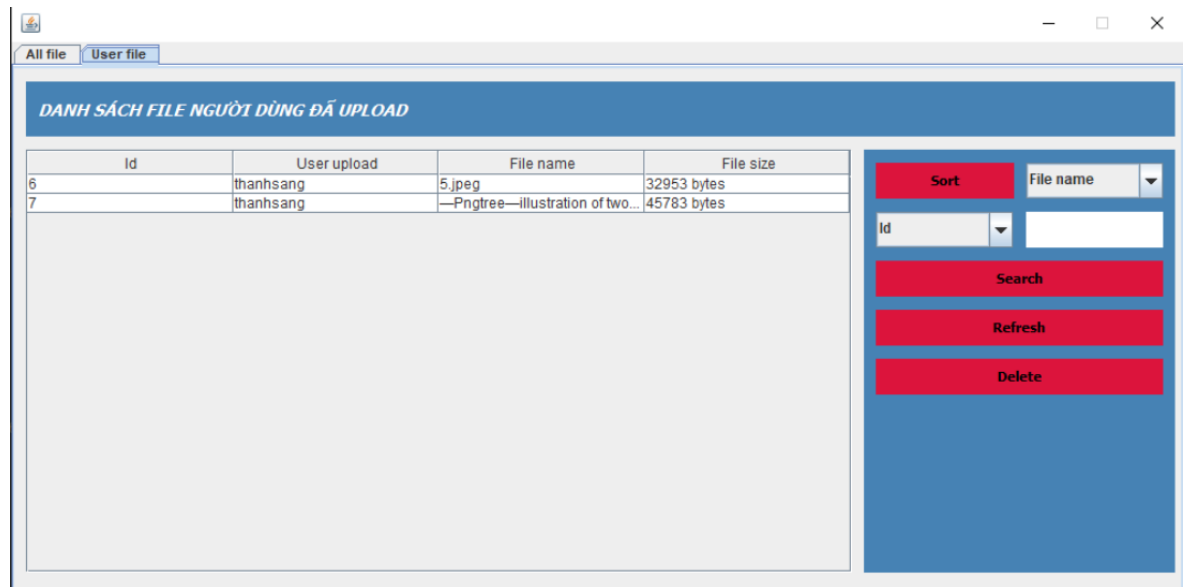 All file User file
DANH SÁCH FILE NGƯỜI DÙNG ĐÃ UPLOAD
Id User upload File name File size
6 thanhsang 5.jpeg 32953 bytes
7 thanhsang —Pngtree—illustration of two... 45783 bytes
Sort File name
Id
Search
Refresh
Delete